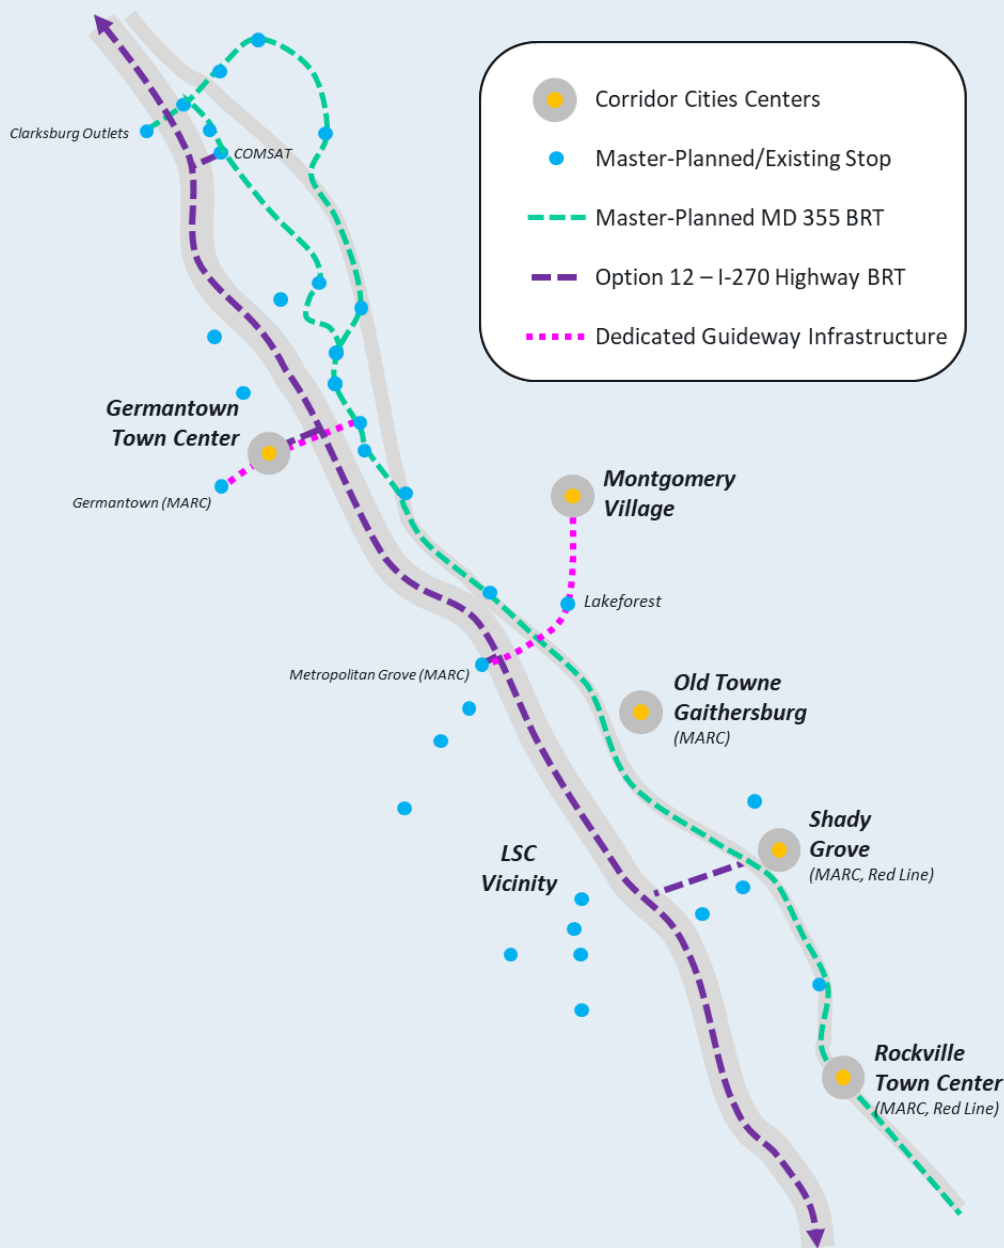 Corridor Cities Centers
Master-Planned/Existing Stop
Master-Planned MD 355 BRT
Option 12 – I-270 Highway BRT
Dedicated Guideway Infrastructure
Clarksburg Outlets
COMSAT
Germantown
Town Center
Germantown (MARC)
Montgomery
Village
Lakeforest
Metropolitan Grove (MARC)
Old Towne
Gaithersburg
(MARC)
Shady
Grove
(MARC, Red Line)
LSC
Vicinity
Rockville
Town Center
(MARC, Red Line)